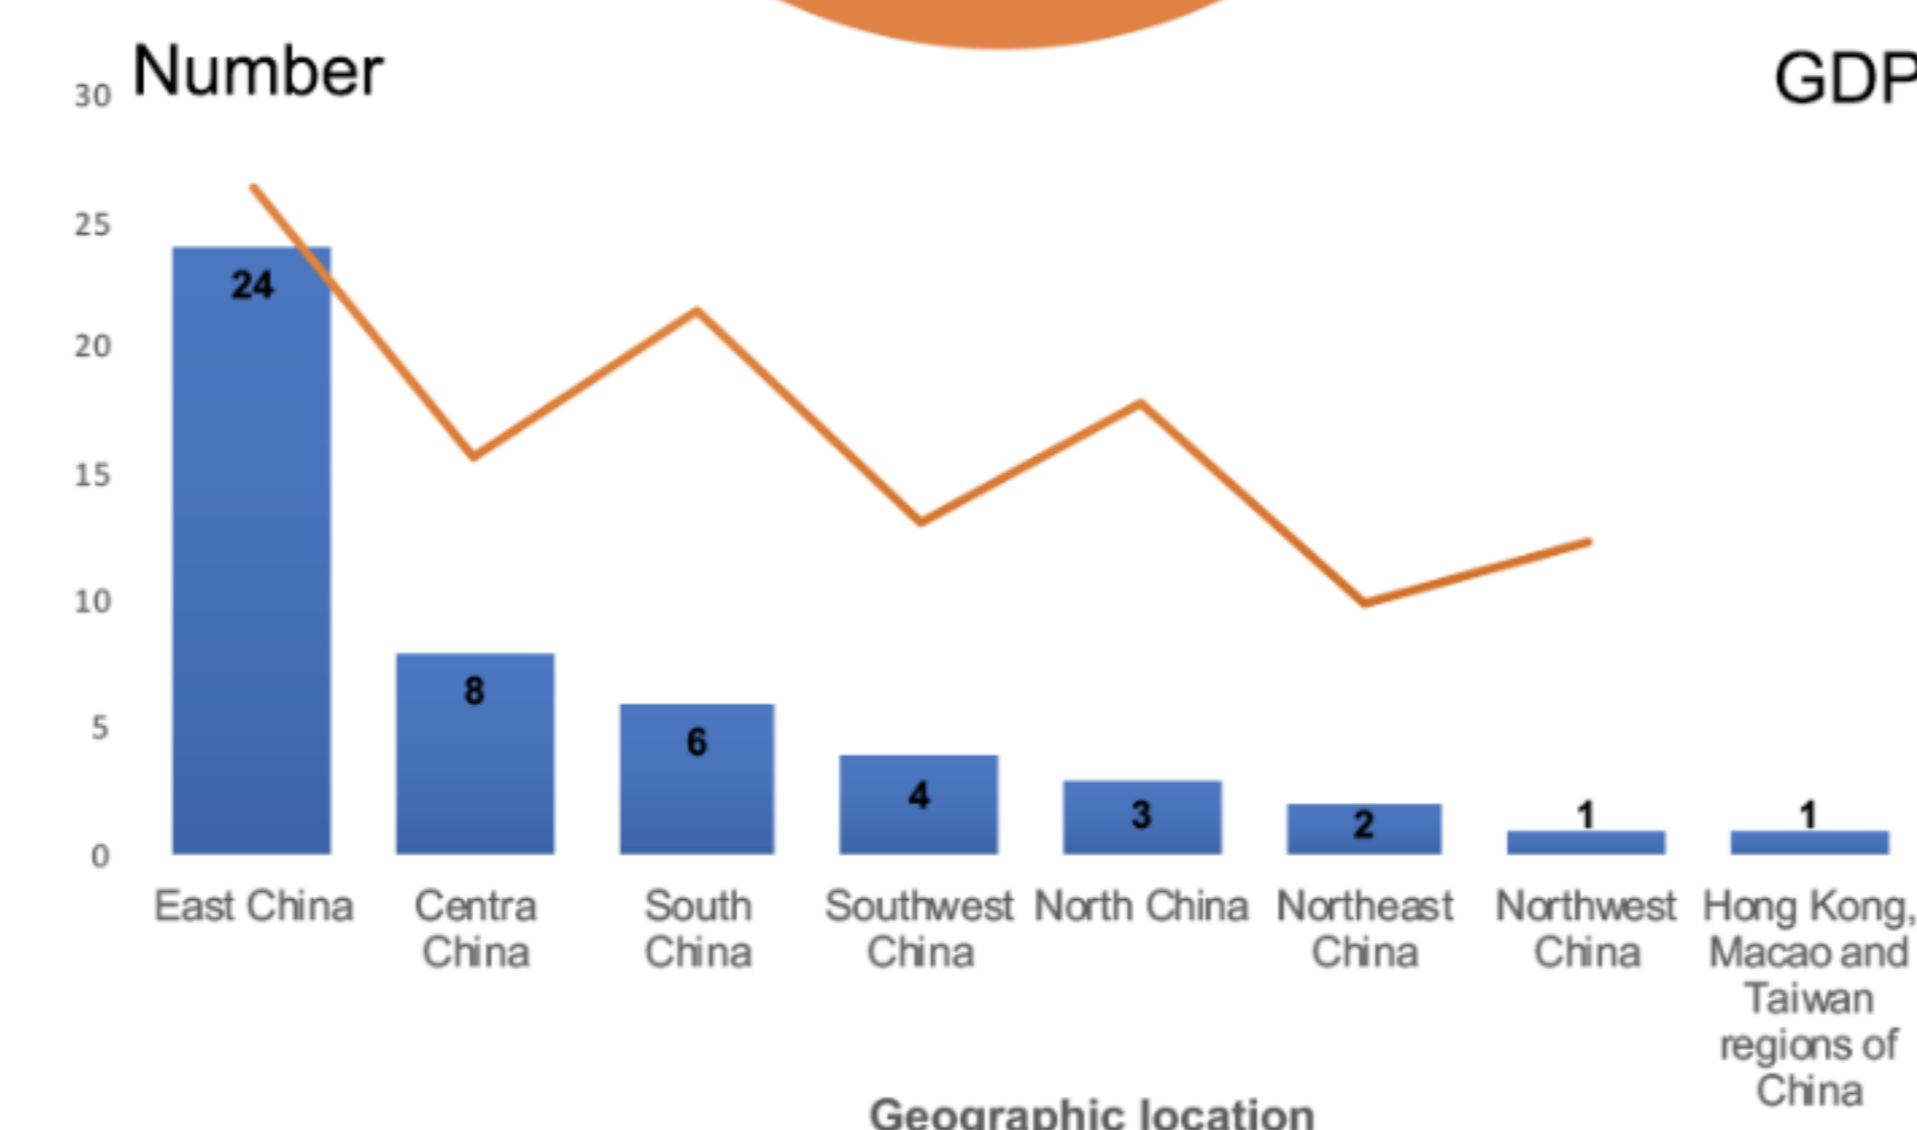 Number
GDP
30
25
20
15
10
5
0
24
8
6
4
3
2
1
1
East China
Centra
China
South
China
Southwest
China
North China
Northeast
China
Northwest
China
Hong Kong,
Macao and
Taiwan
regions of
China
Geographic location